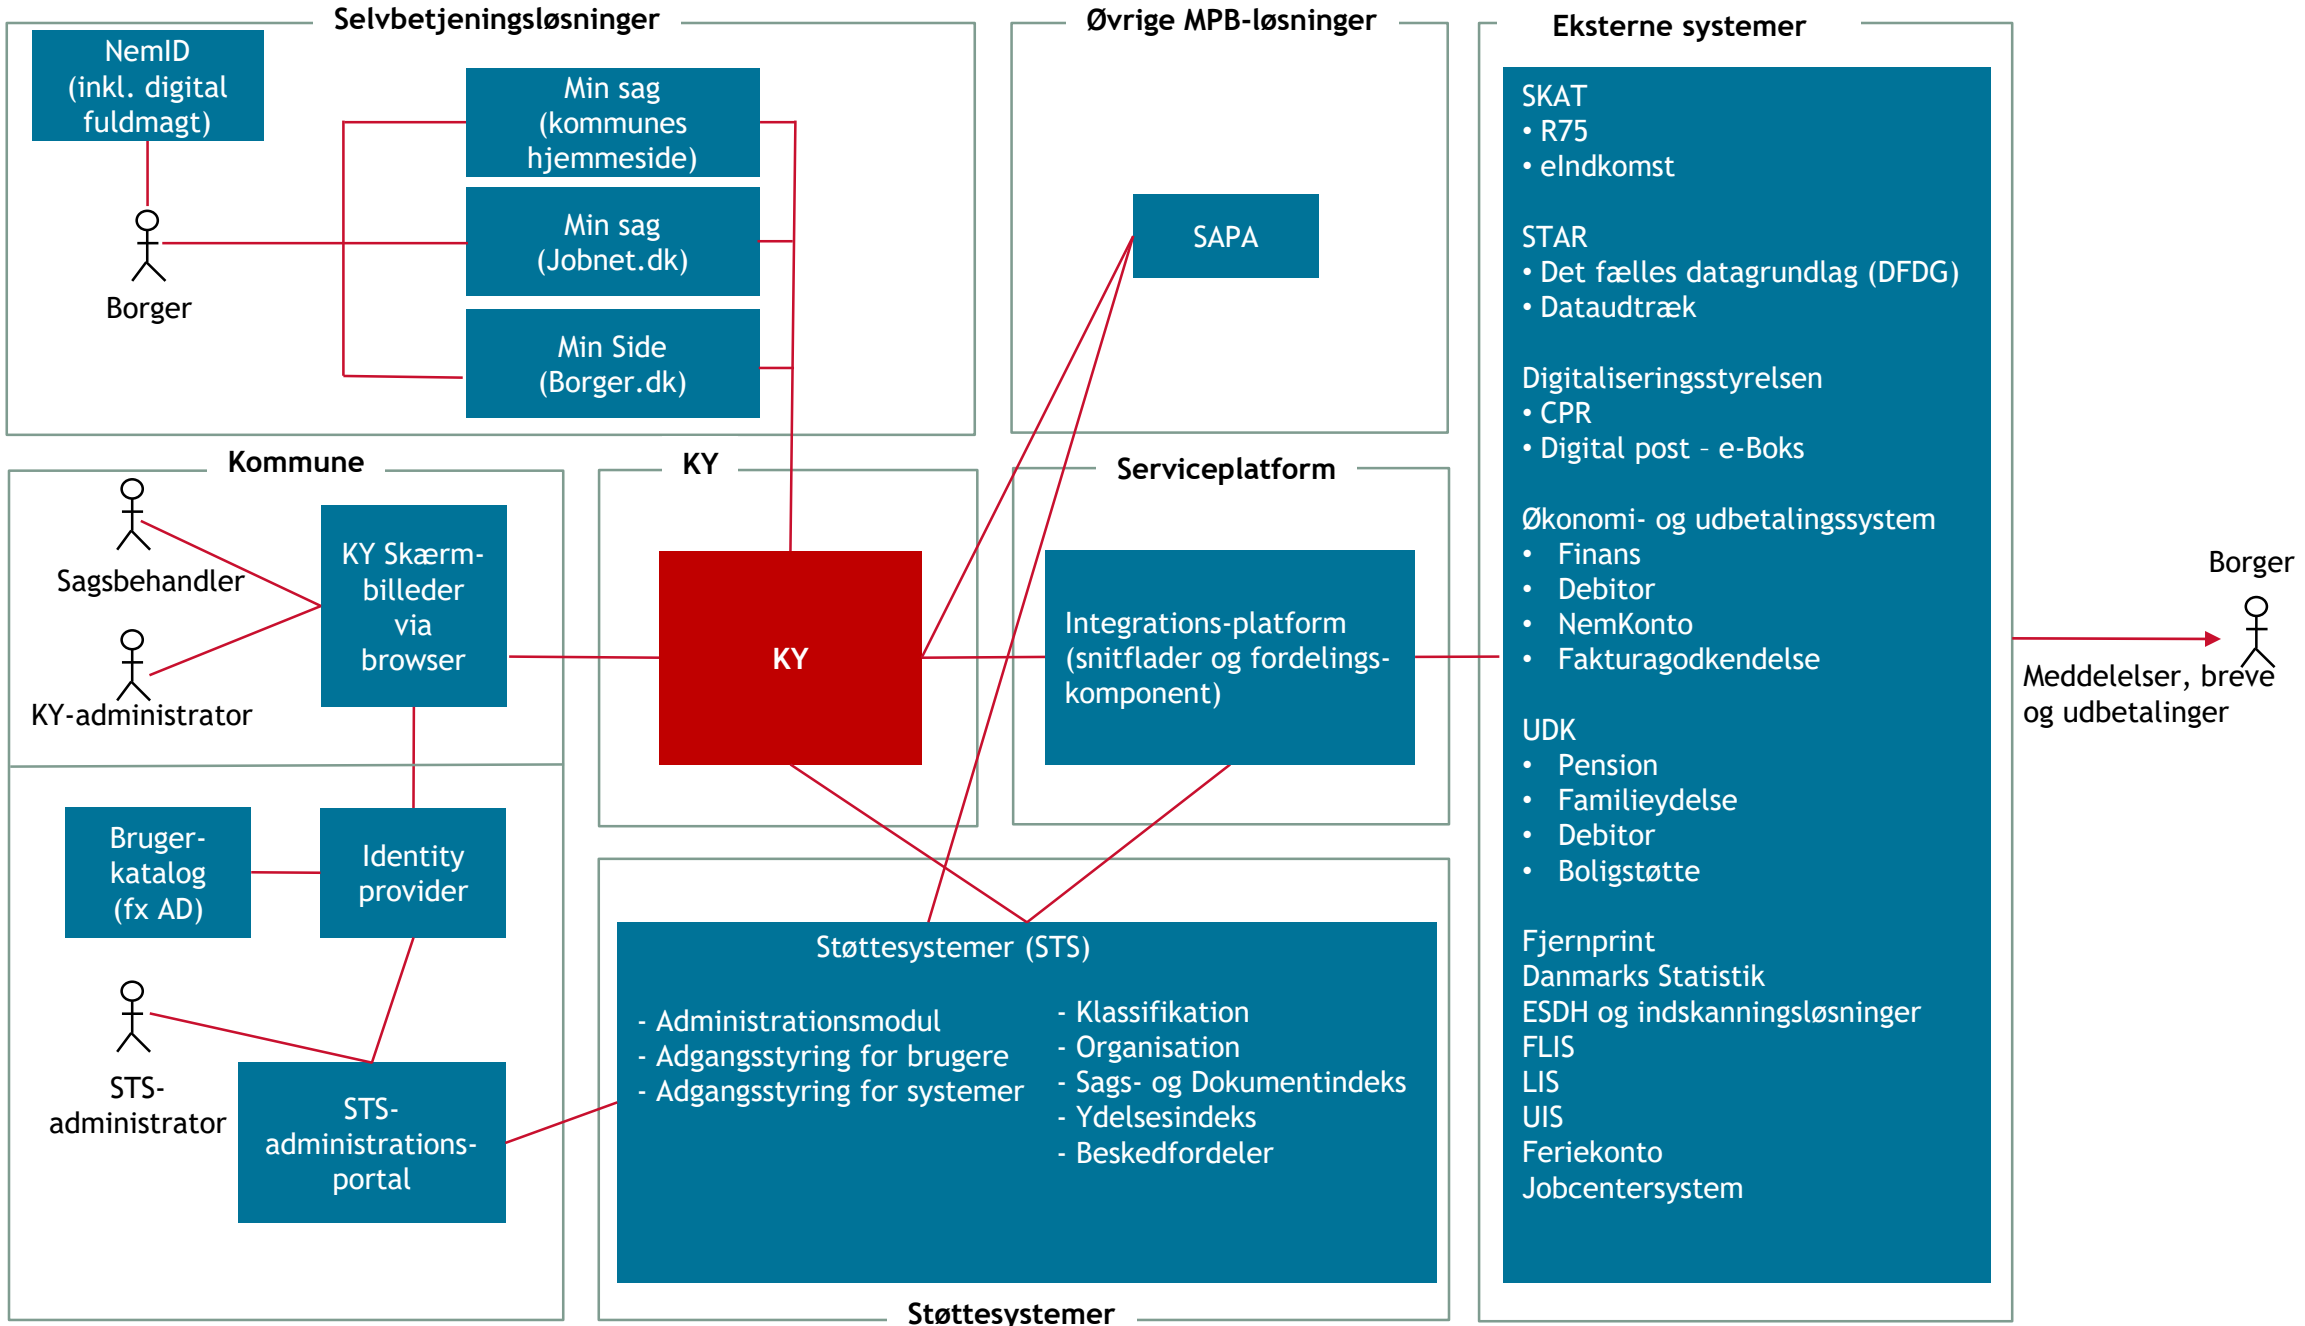 Selvbetjeningsløsninger
NemID
(inkl. digital
fuldmagt)
Borger
Min sag
(kommunes
hjemmeside)
Min sag
(Jobnet.dk)
Min Side
(Borger.dk)
Øvrige MPB-løsninger
SAPA
Kommune
Sagsbehandler
KY-administrator
KY Skærm-
billeder
via
browser
Bruger-
katalog
(fx AD)
Identity
provider
STS-
administrator
STS-
administrations-
portal
KY
KY
Serviceplatform
Integrations-platform
(snitflader og fordelings-
komponent)
Støttesystemer (STS)
- Administrationsmodul
- Adgangsstyring for brugere
- Adgangsstyring for systemer
- Klassifikation
- Organisation
- Sags- og Dokumentindeks
- Ydelsesindeks
- Beskedfordeler
Støttesystemer
Eksterne systemer
SKAT
• R75
• eIndkomst
STAR
• Det fælles datagrundlag (DFDG)
• Dataudtræk
Digitaliseringsstyrelsen
• CPR
• Digital post – e-Boks
Økonomi- og udbetalingssystem
• Finans
• Debitor
• NemKonto
• Fakturagodkendelse
UDK
• Pension
• Familieydelse
• Debitor
• Boligstøtte
Fjernprint
Danmarks Statistik
ESDH og indskanningsløsninger
FLIS
LIS
UIS
Feriekonto
Jobcentersystem
Borger
Meddelelser, breve
og udbetalinger